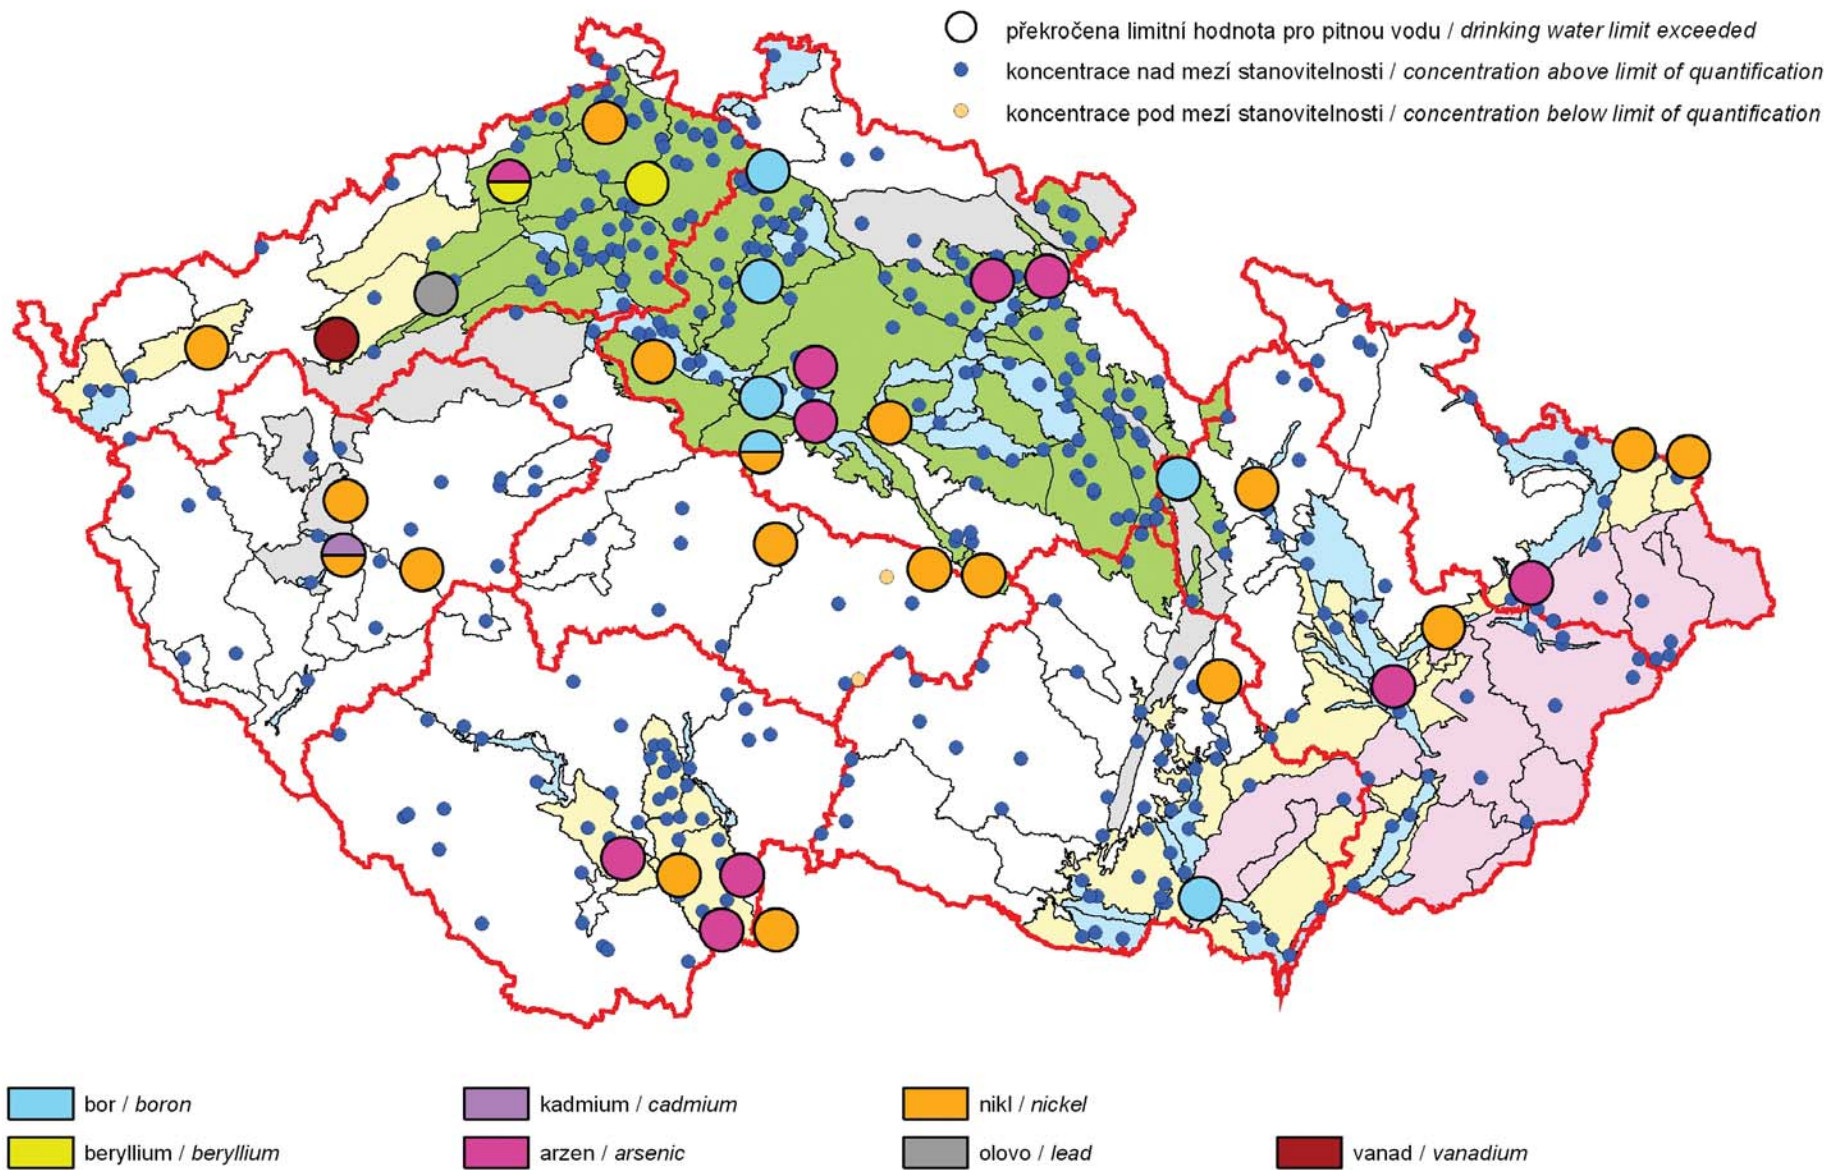 překročena limitní hodnota pro pitnou vodu / drinking water limit exceeded
koncentrace nad mezí stanovitelnosti / concentration above limit of quantification
koncentrace pod mezí stanovitelnosti / concentration below limit of quantification
bor / boron
kadmium / cadmium
nikl / nickel
beryllium / beryllium
arzen / arsenic
olovo / lead
vanad / vanadium